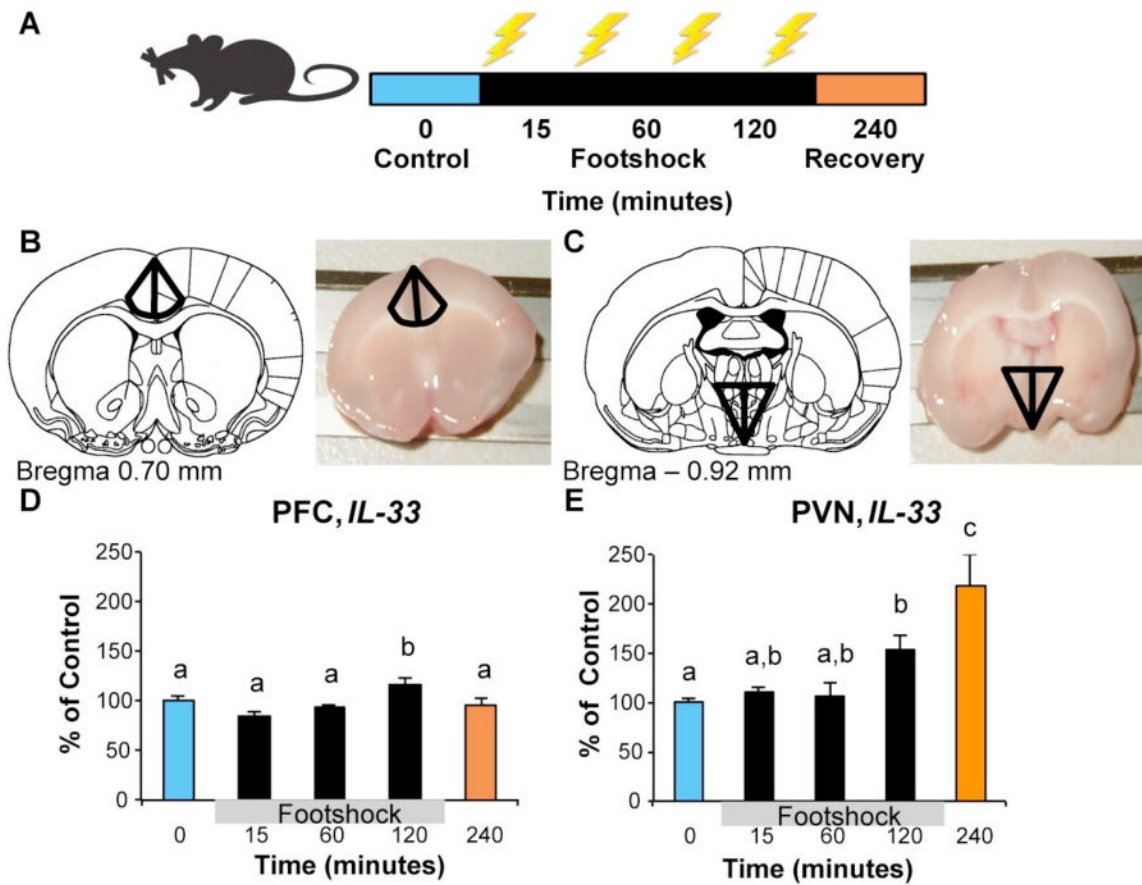 A
0 15 60 120 240
Control Footshock Recovery
Time (minutes)
B
Bregma 0.70 mm
C
Bregma – 0.92 mm
D
PFC, IL-33
% of Control
250
200
150
100
50
0
a a a b a
Footshock
0 15 60 120 240
Time (minutes)
E
PVN, IL-33
% of Control
250
200
150
100
50
0
a a,b a,b b c
Footshock
0 15 60 120 240
Time (minutes)